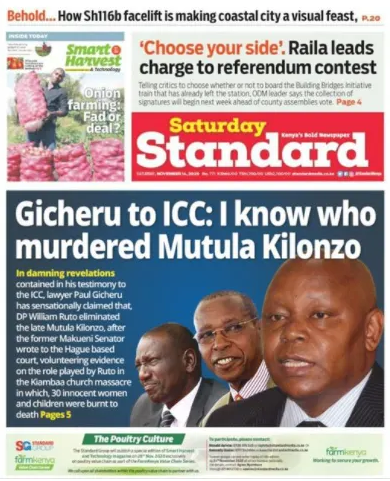 Behold... How Sh116b facelift is making coastal city a visual feast, P.20
INSIDE TODAY
Smart
Harvest
& Technology
Onion
farming:
Fad or
deal?
‘Choose your side’. Raila leads
charge to referendum contest
Telling critics to choose whether or not to board the Building Bridges Initiative
train that has already left the station, ODM leader says the collection of
signatures will begin next week ahead of county assemblies vote. Page 4
Saturday
Kenya's Bold Newspaper
Standard
SATURDAY, NOVEMBER 14, 2020
Gicheru to ICC: I know who
murdered Mutula Kilonzo
In damning revelations
contained in his testimony to
the ICC, lawyer Paul Gicheru
has sensationally claimed that,
DP William Ruto eliminated
the late Mutula Kilonzo, after
the former Makueni Senator
wrote to the Hague based
court, volunteering evidence
on the role played by Ruto in
the Kiambaa church massacre
in which, 30 innocent women
and children were burnt to
death Pages 5
SG STANDARD
GROUP
farmkenya
The Poultry Culture
The Standard Group will publish a special edition of Smart Harvest
To participate, please contact:
farmkenya
Working to secure your growth.